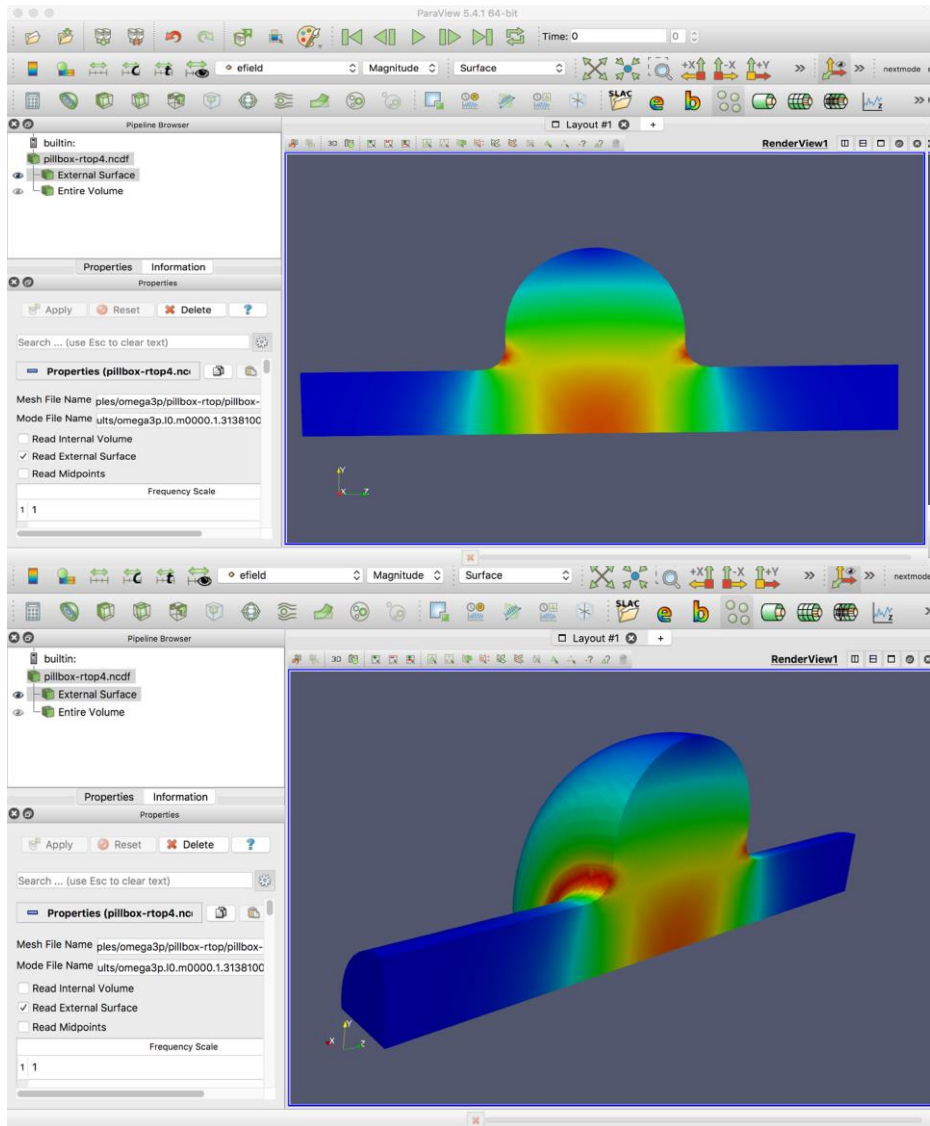 ParaView 5.4.1 64-bit
Time: 0 0
efield Magnitude Surface +X -X +Y >> >> nextmode
SLAC e b z >>
Pipeline Browser
Layout #1 +
builtin:
3D RenderView1
pillbox-rtop4.ncdf
External Surface
Entire Volume
Properties Information
Properties
Apply Reset Delete ?
Search ... (use Esc to clear text)
Properties (pillbox-rtop4.nc
Mesh File Name ples/omega3p/pillbox-rtop/pillbox-
Mode File Name ults/omega3p.l0.m0000.1.3138100
Read Internal Volume
Read External Surface
Read Midpoints
Frequency Scale
1 1
Y
X Z
efield Magnitude Surface +X -X +Y >> >> nextmode
SLAC e b z
Pipeline Browser
Layout #1 +
builtin:
3D RenderView1
pillbox-rtop4.ncdf
External Surface
Entire Volume
Properties Information
Properties
Apply Reset Delete ?
Search ... (use Esc to clear text)
Properties (pillbox-rtop4.nc
Mesh File Name ples/omega3p/pillbox-rtop/pillbox-
Mode File Name ults/omega3p.l0.m0000.1.3138100
Read Internal Volume
Read External Surface
Read Midpoints
Frequency Scale
1 1
Y
X Z